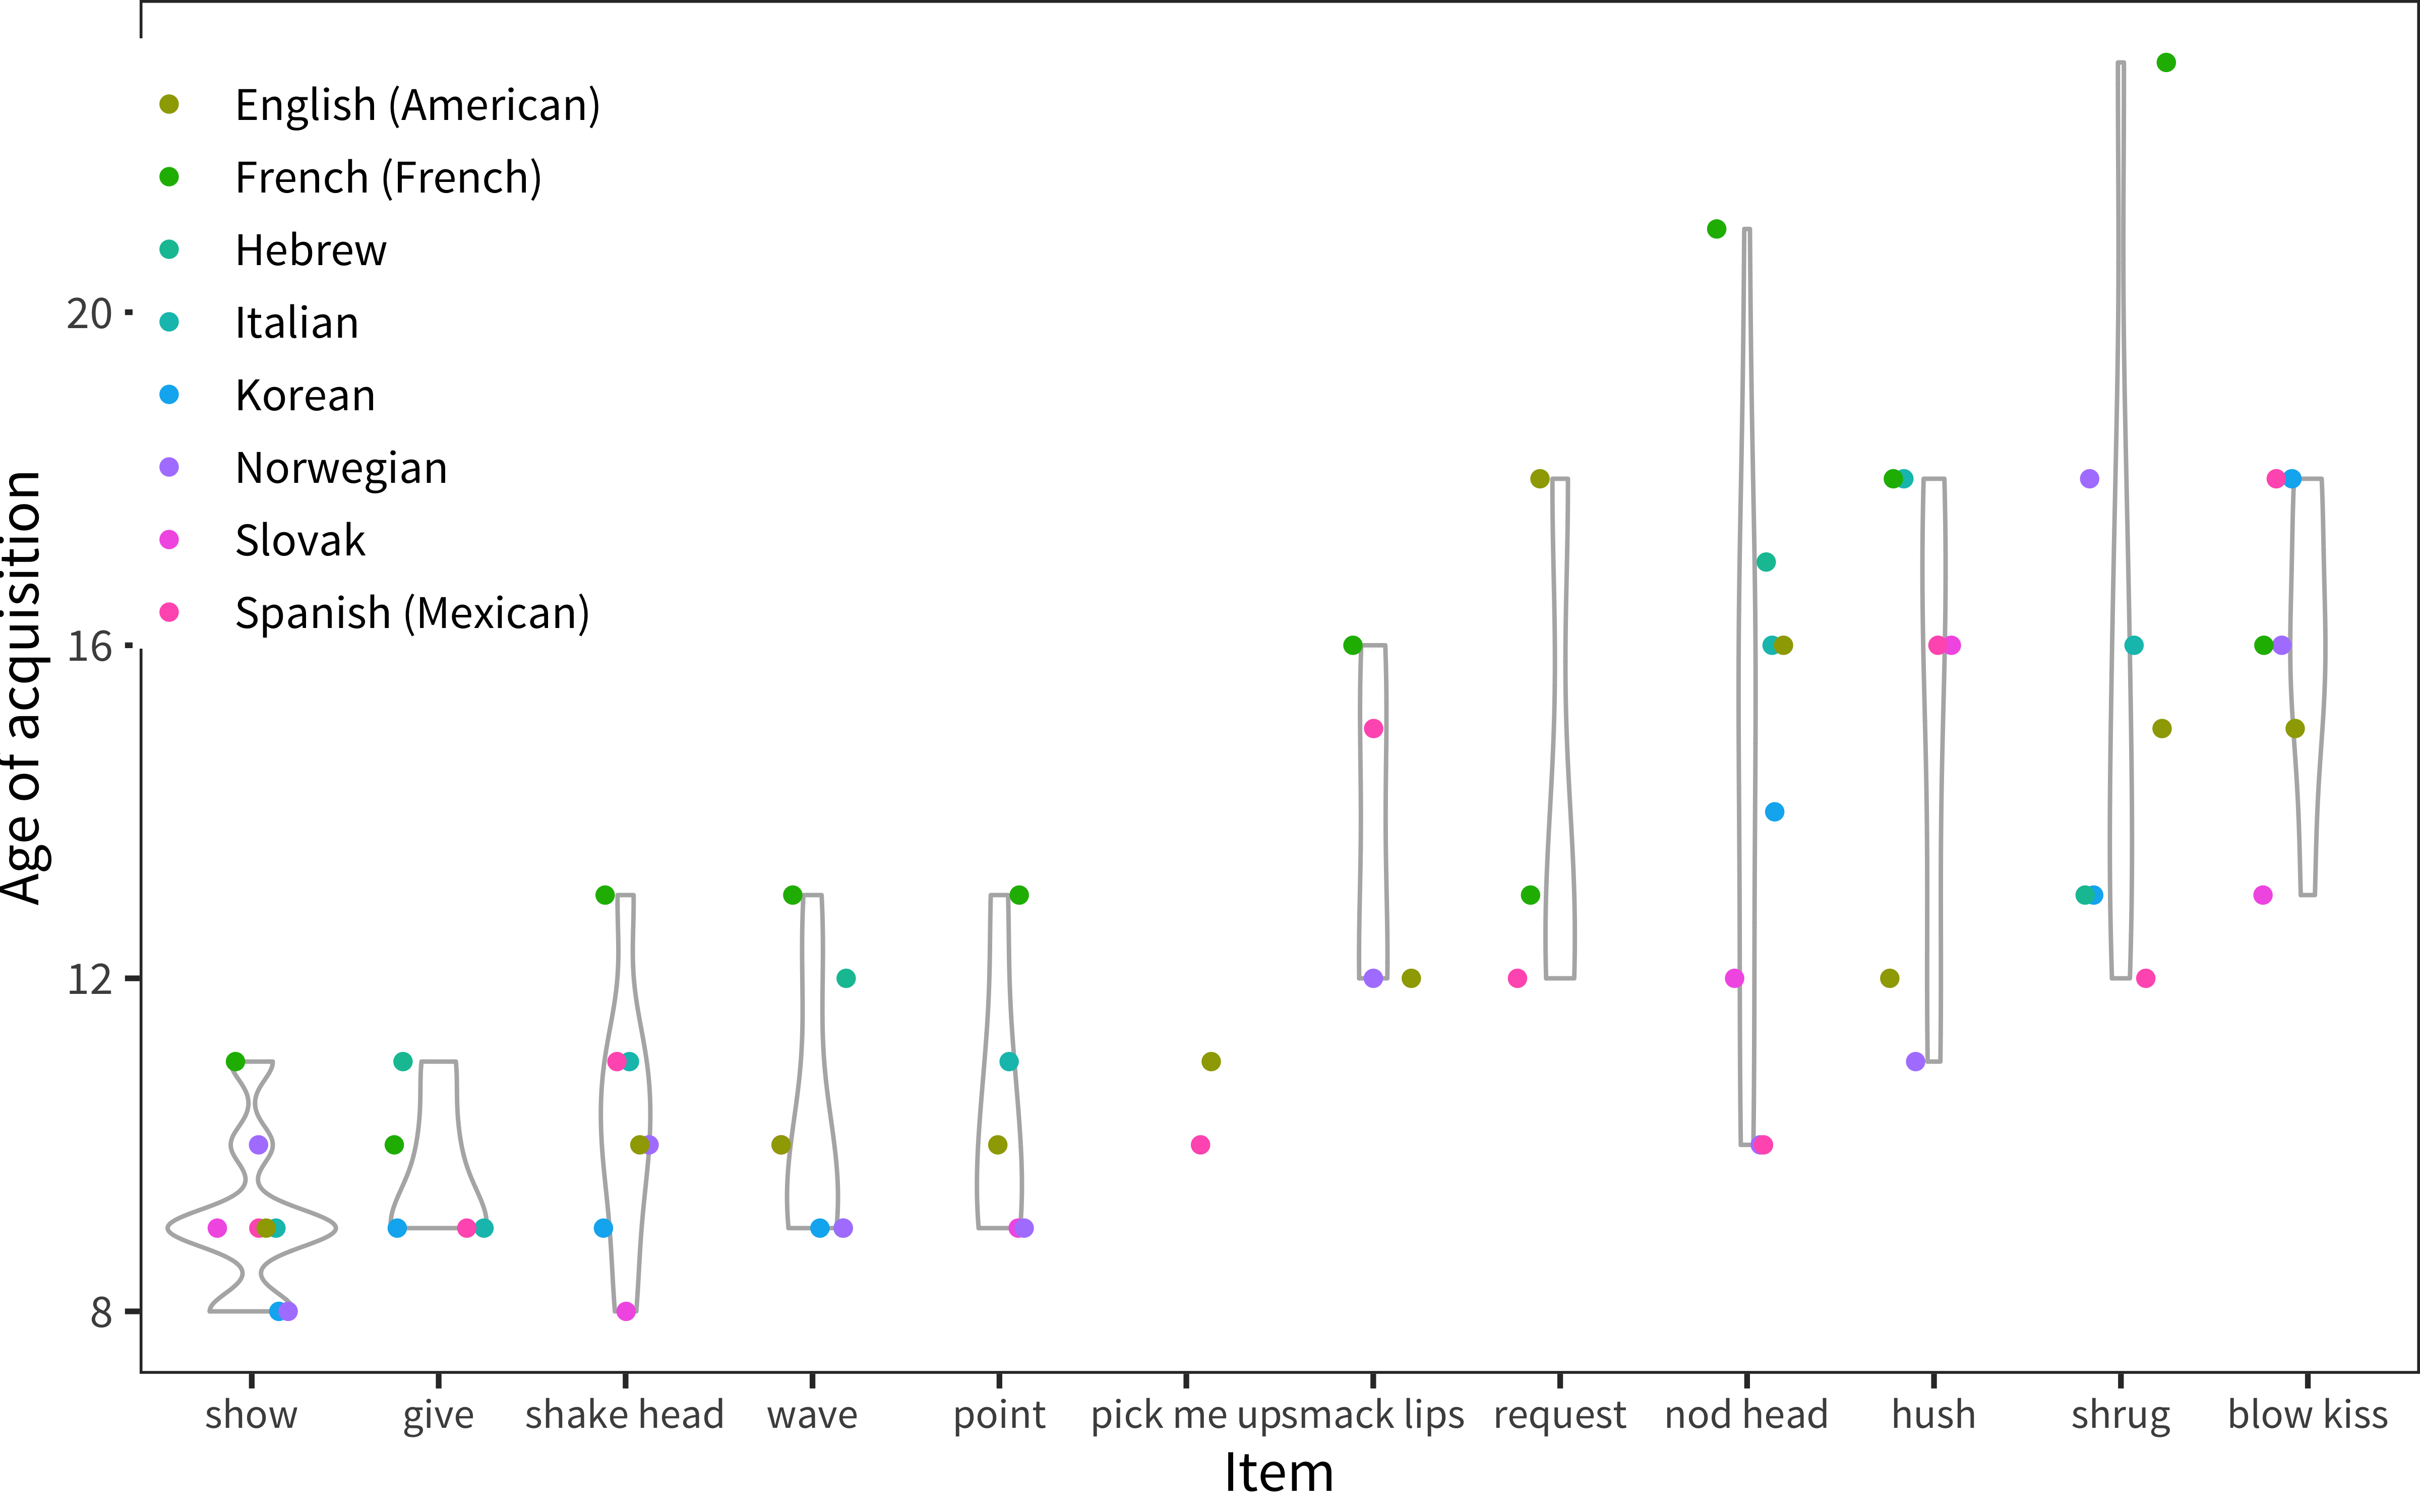 English (American)
French (French)
Hebrew
Italian
Korean
Norwegian
Slovak
Spanish (Mexican)
Age of acquisition
20
16
12
8
show give shake head wave point pick me up smack lips request nod head hush shrug blow kiss
Item